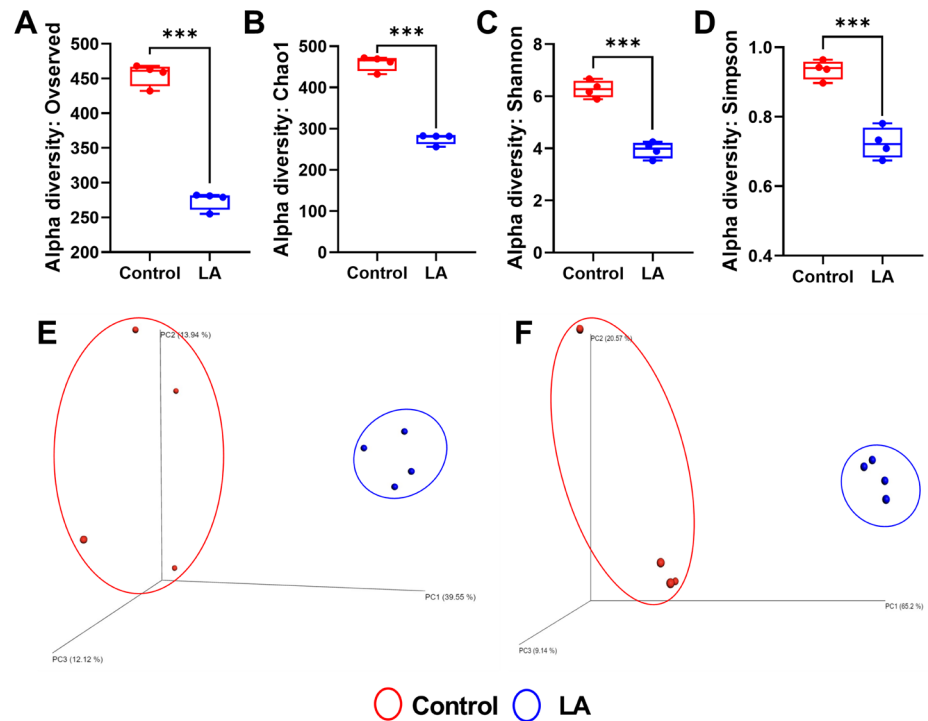 A
***
Alpha diversity: Ovserved
500
450
400
350
300
250
200
Control LA
B
***
Alpha diversity: Chao1
500
400
300
200
100
0
Control LA
C
***
Alpha diversity: Shannon
8
6
4
2
0
Control LA
D
***
Alpha diversity: Simpson
1.0
0.8
0.6
0.4
Control LA
E
PC2 (13.94 %)
PC1 (39.55 %)
PC3 (12.12 %)
F
PC2 (20.57 %)
PC1 (65.2 %)
PC3 (9.14 %)
Control LA